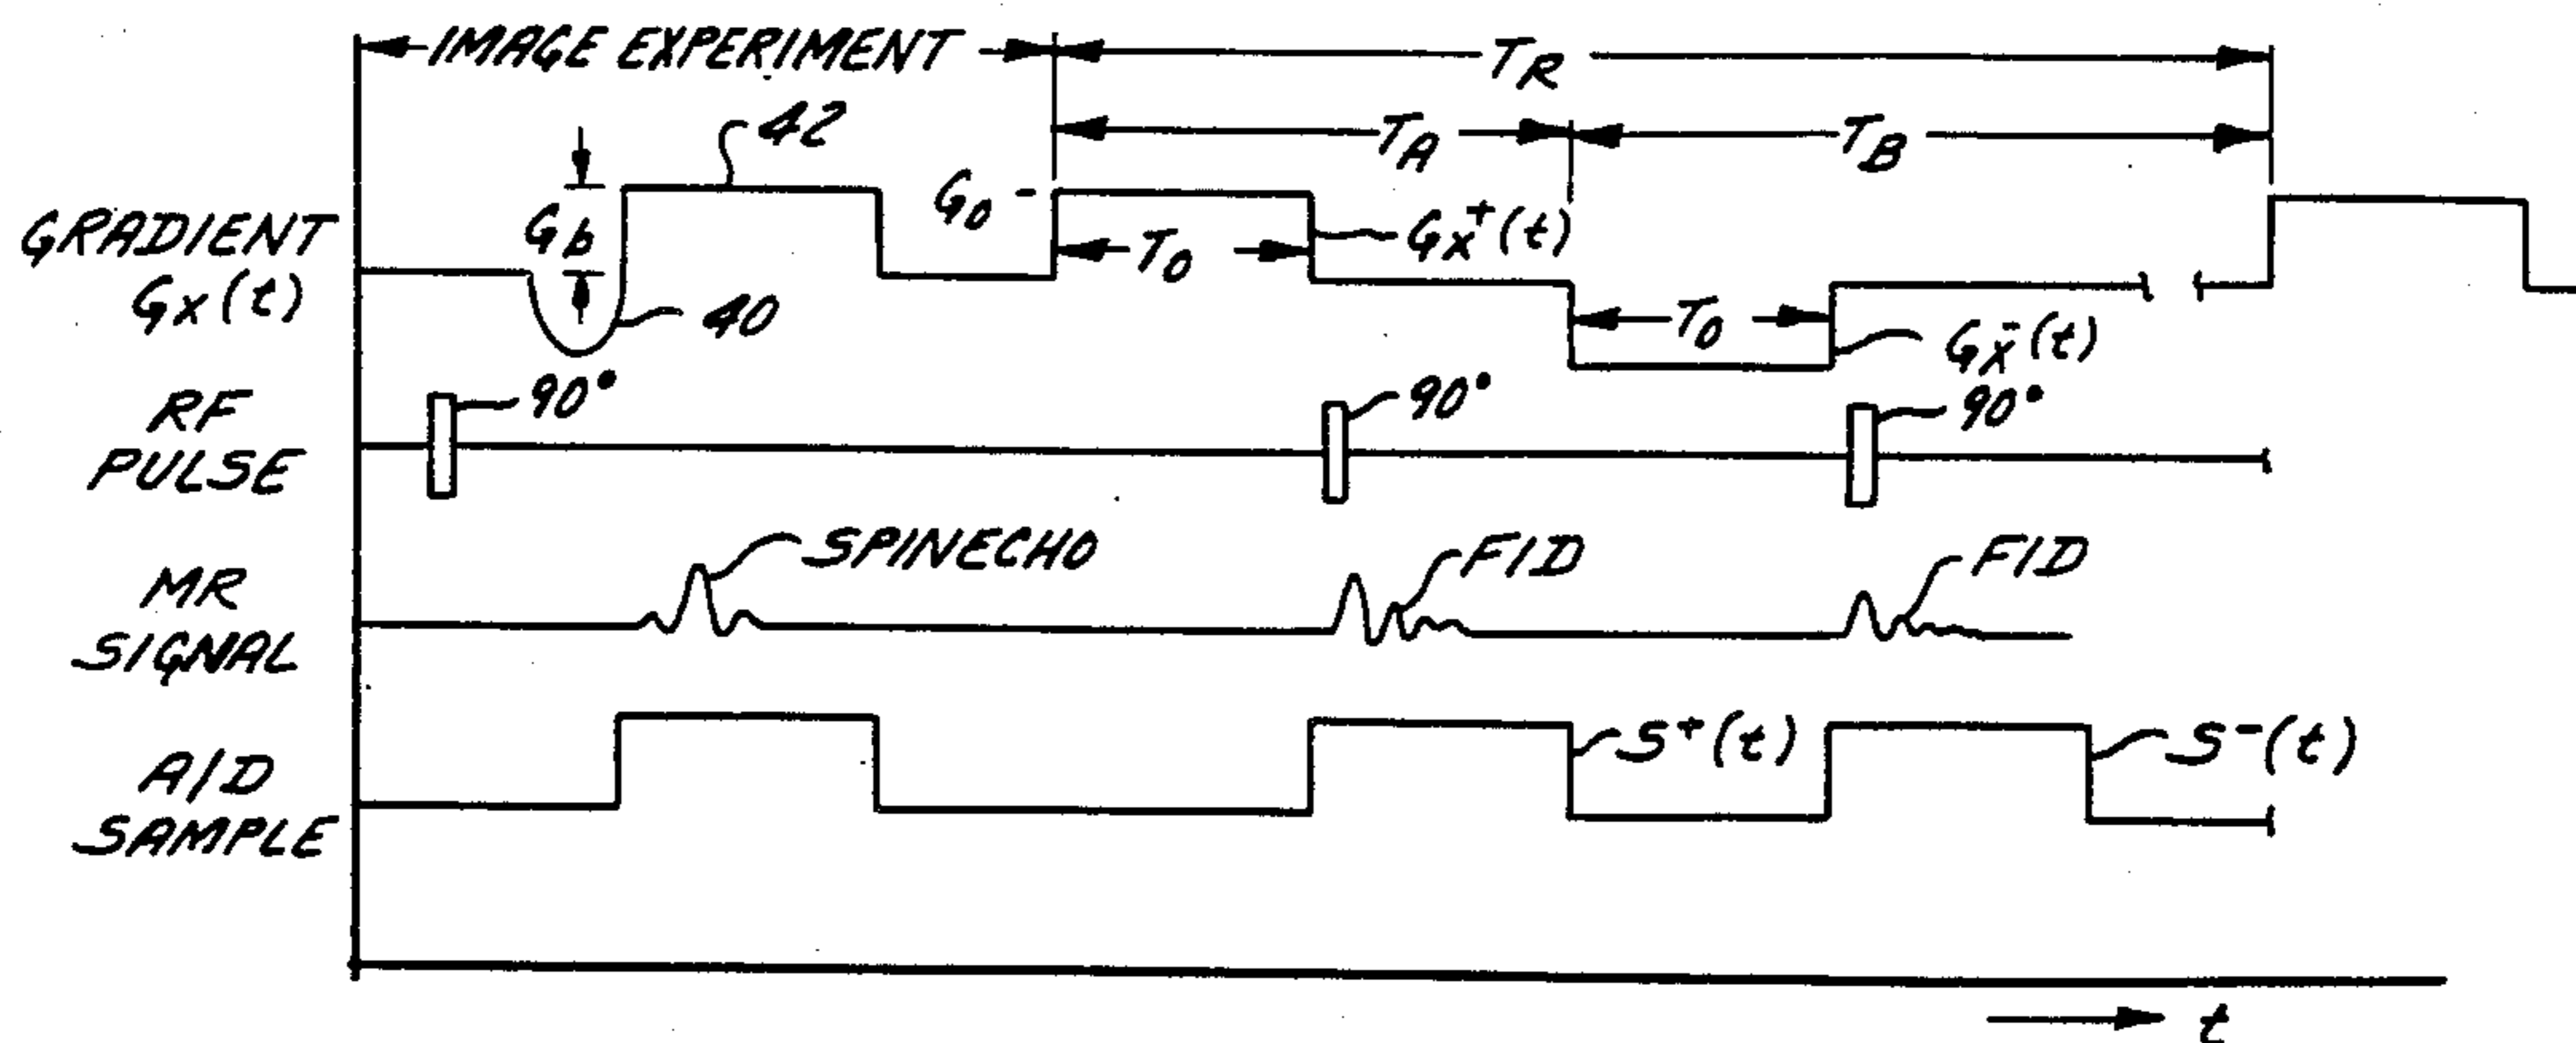 IMAGE EXPERIMENT
TR
TA
TB
42
Gb
G0
T0
Gx+(t)
GRADIENT
Gx(t)
40
T0
Gx-(t)
RF
PULSE
90°
90°
90°
MR
SIGNAL
SPINECHO
FID
FID
A/D
SAMPLE
S+(t)
S-(t)
t